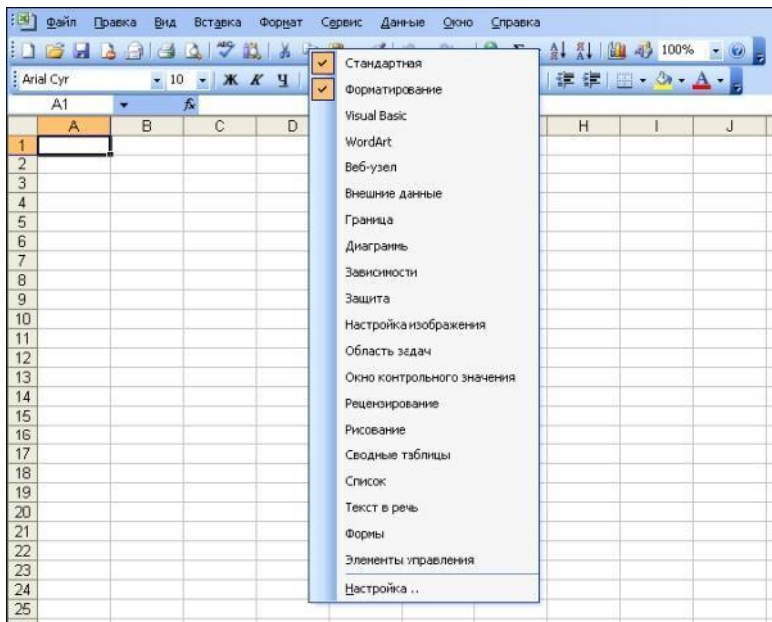 Файл Правка Вид Вставка Формат Сервис Данные Окно Справка
100%
Arial Cyr 10 Ж К Ч
A1 fx
A B C D H I J
1
2
3
4
5
6
7
8
9
10
11
12
13
14
15
16
17
18
19
20
21
22
23
24
25
Стандартная
Форматирование
Visual Basic
WordArt
Веб-узел
Внешние данные
Граница
Диаграммы
Зависимости
Защита
Настройка изображения
Область задач
Окно контрольного значения
Рецензирование
Рисование
Сводные таблицы
Список
Текст в речь
Формы
Элементы управления
Настройка...